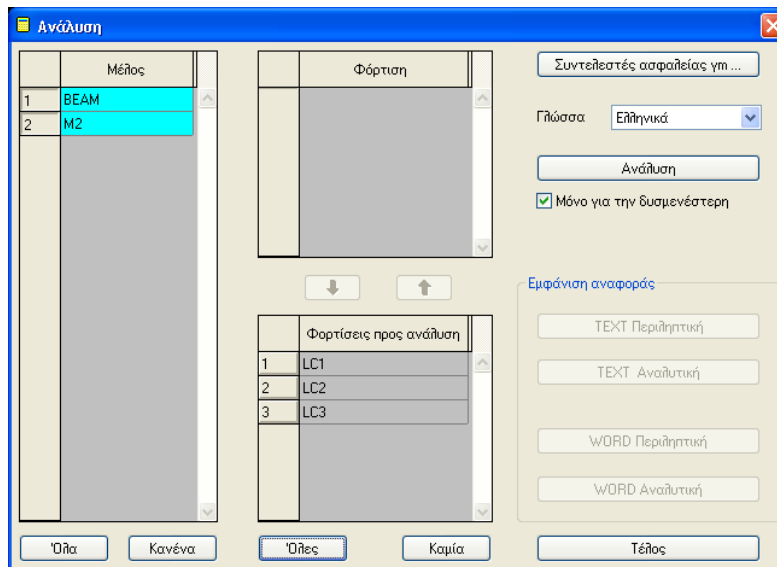 Ανάλυση
Μέλος
1 BEAM
2 M2
Όλα Κανένα
Φόρτιση
Φορτίσεις προς ανάλυση
1 LC1
2 LC2
3 LC3
Όλες Καμία
Συντελεστές ασφαλείας γm ...
Γλώσσα Ελληνικά
Ανάλυση
Μόνο για την δυσμενέστερη
Εμφάνιση αναφοράς
TEXT Περιληπτική
TEXT Αναλυτική
WORD Περιληπτική
WORD Αναλυτική
Τέλος